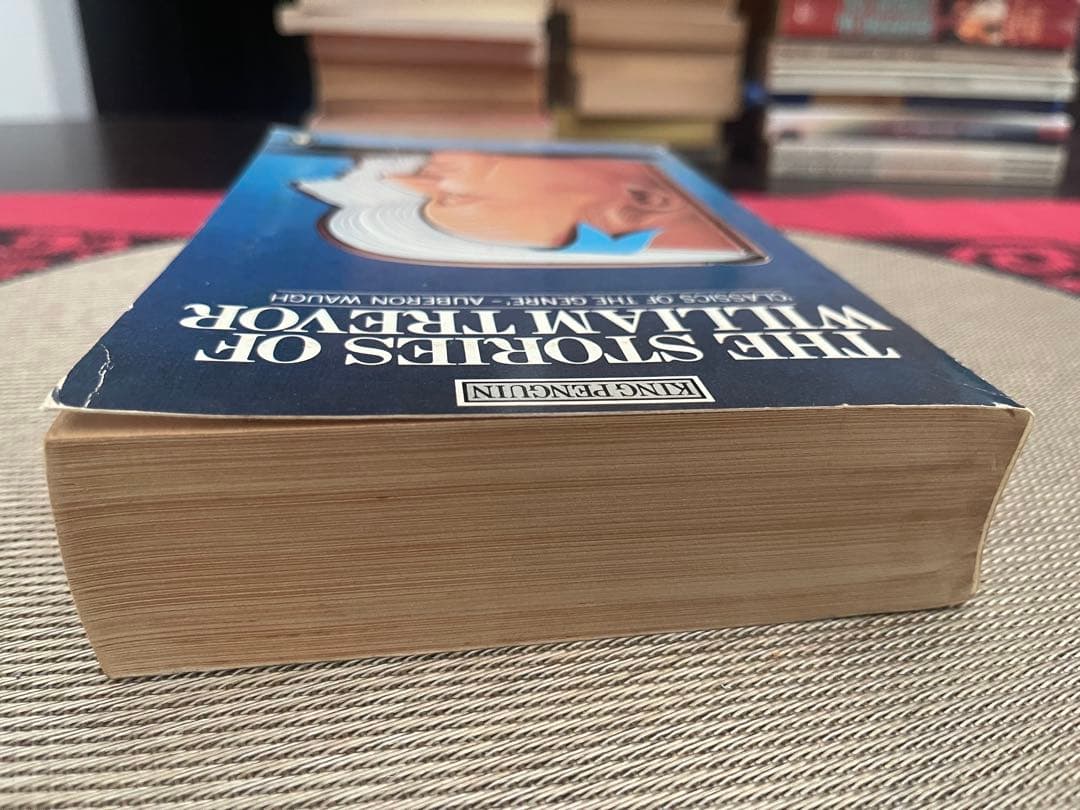 KING PENGUIN
THE STORIES OF
WILLIAM TREVOR
'CLASSICS OF THE GENRE' - AUBERON WAUGH